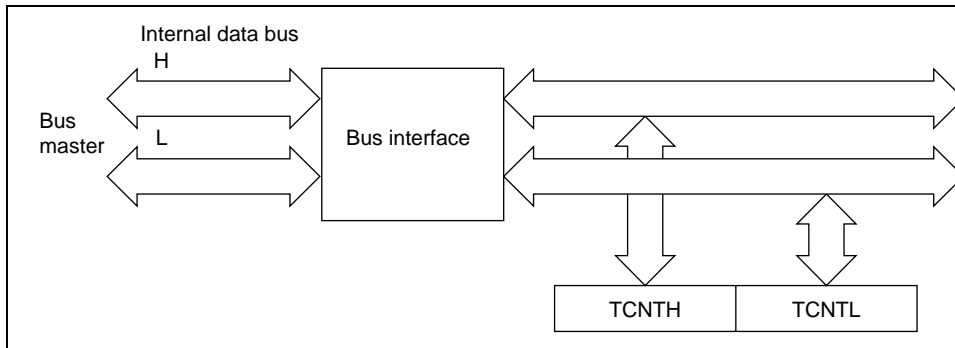 Internal data bus
H
Bus
master
L
Bus interface
TCNTH
TCNTL